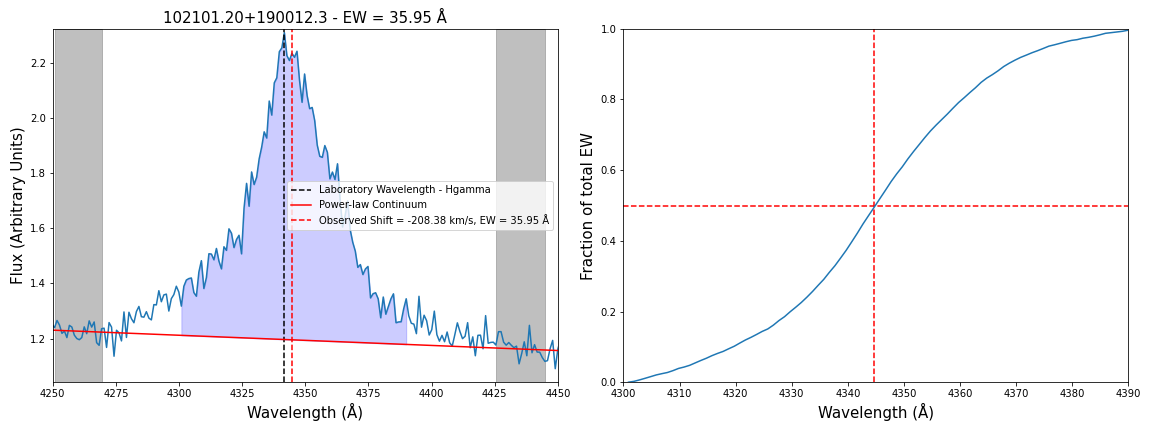 102101.20+190012.3 - EW = 35.95 Å
Flux (Arbitrary Units)
2.2
2.0
1.8
1.6
1.4
1.2
Laboratory Wavelength - Hgamma
Power-law Continuum
Observed Shift = -208.38 km/s, EW = 35.95 Å
4250 4275 4300 4325 4350 4375 4400 4425 4450
Wavelength (Å)
Fraction of total EW
1.0
0.8
0.6
0.4
0.2
0.0
4300 4310 4320 4330 4340 4350 4360 4370 4380 4390
Wavelength (Å)